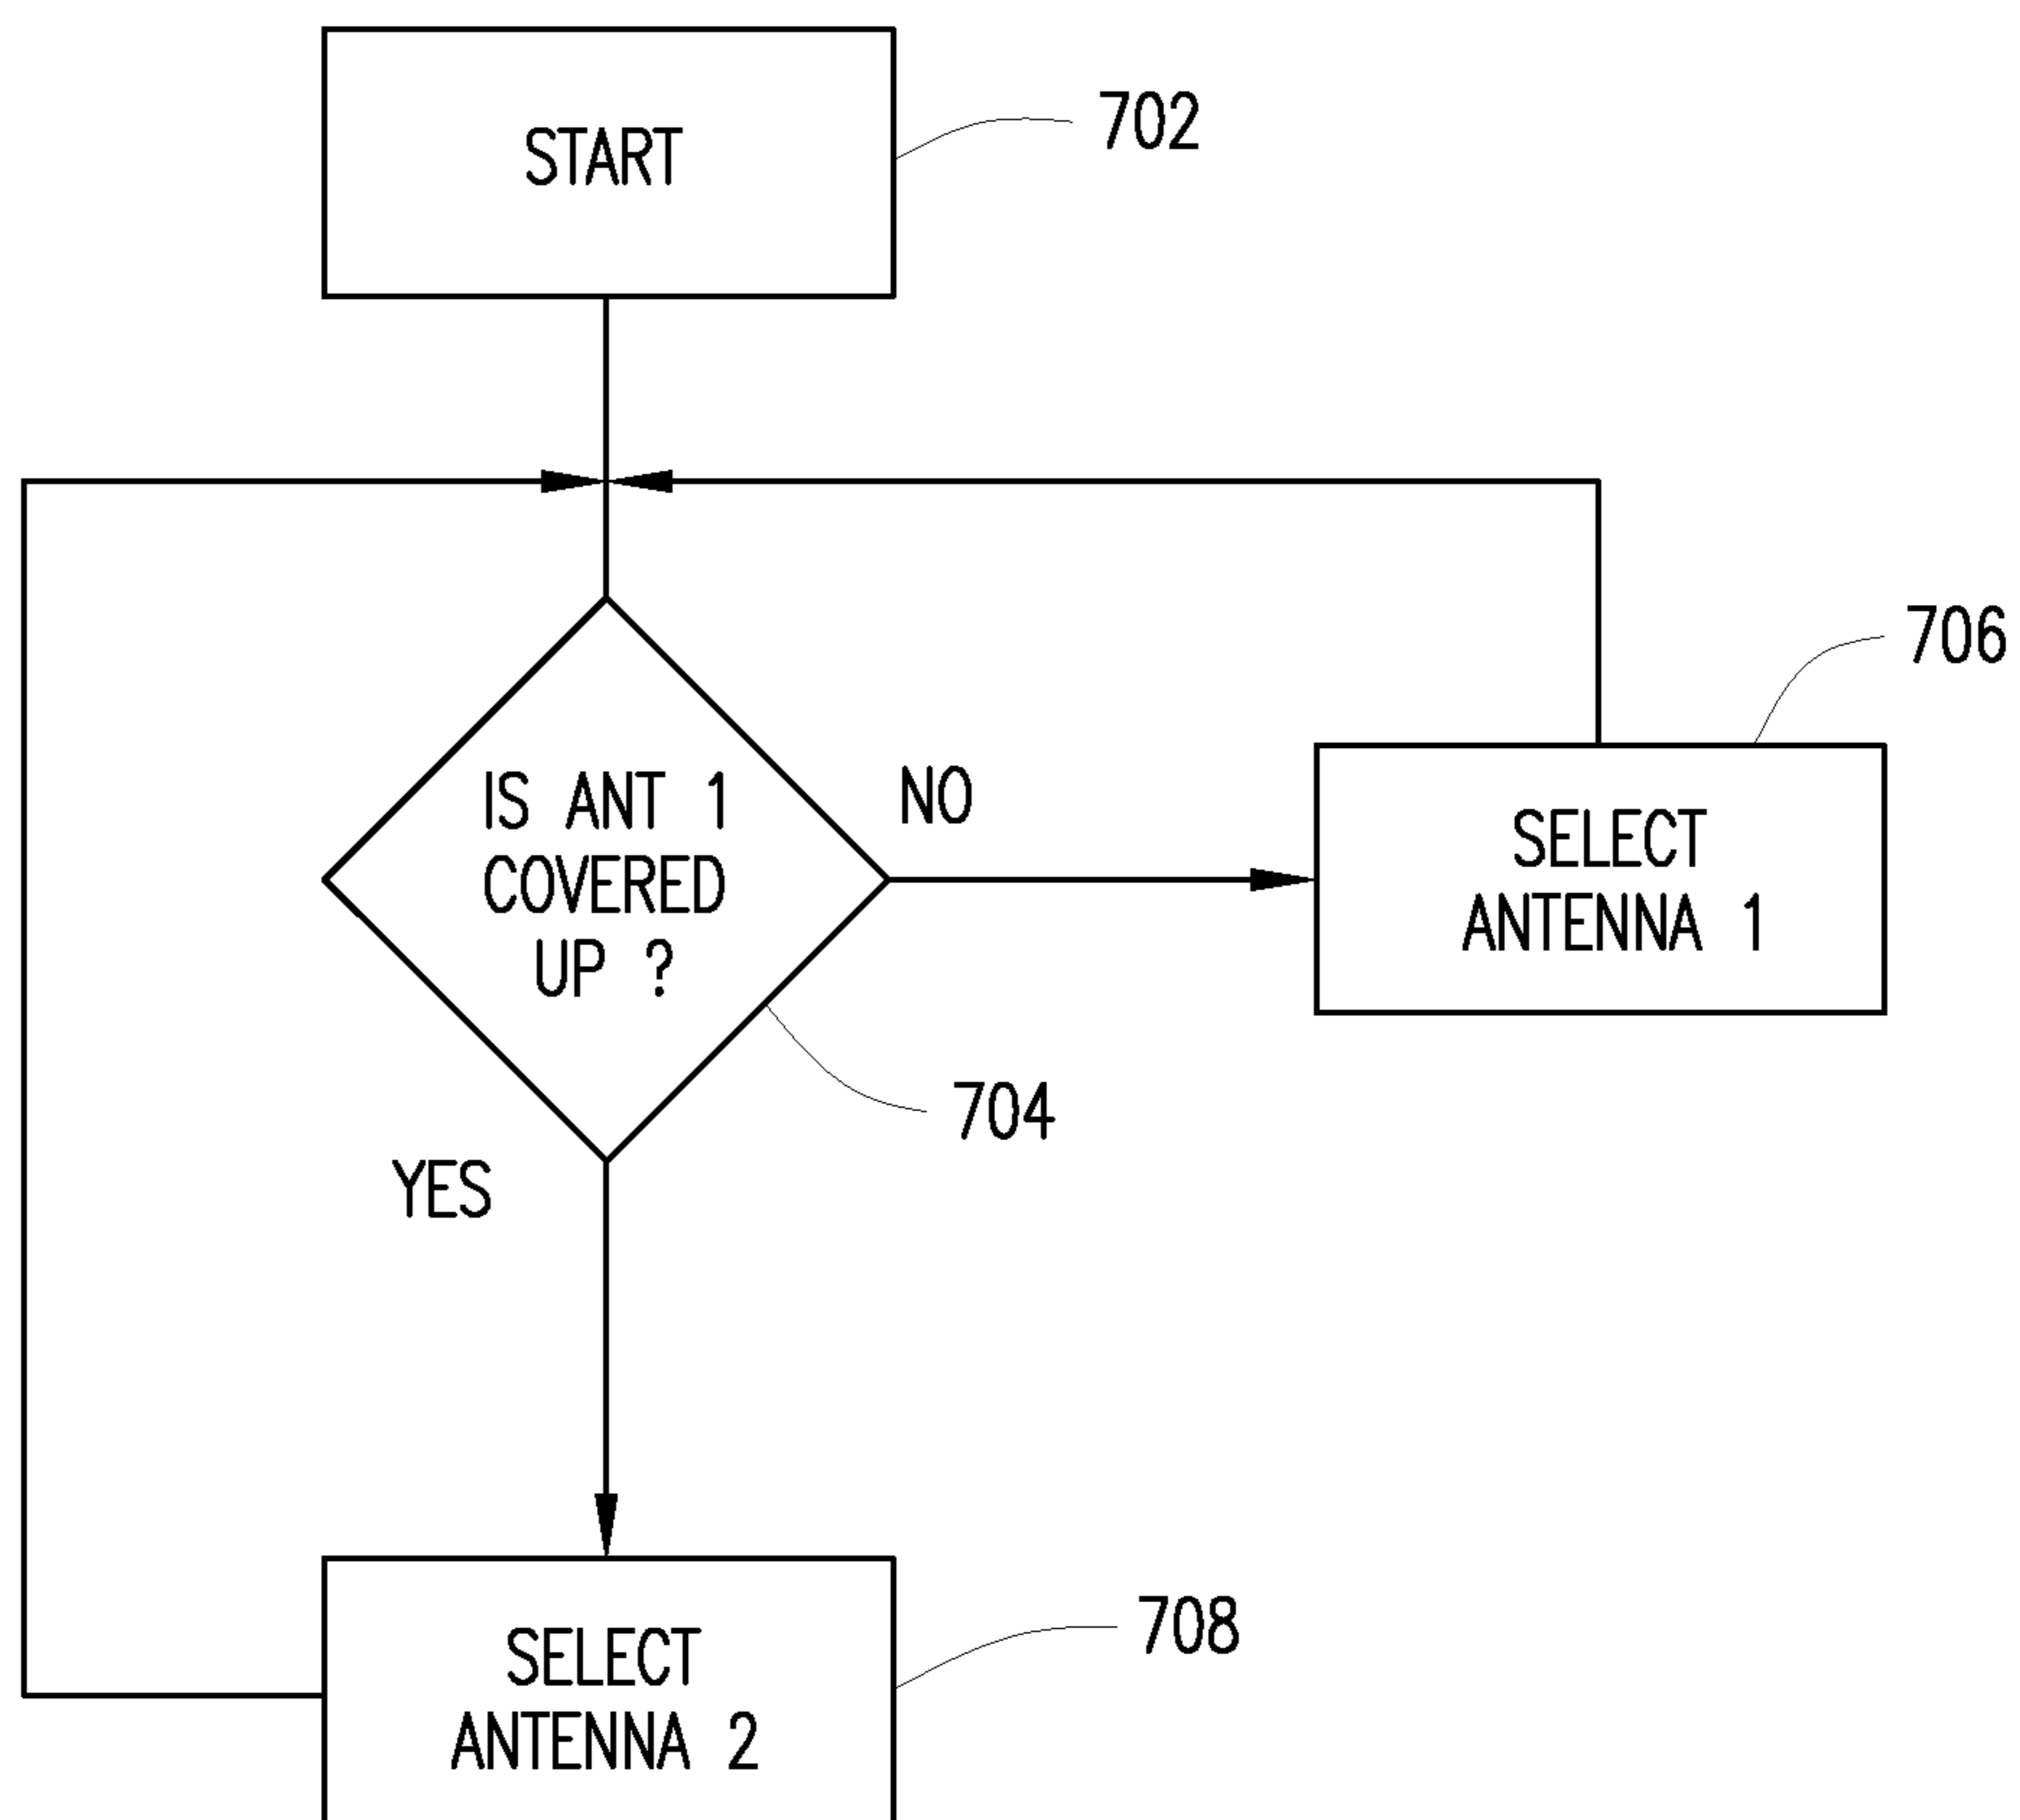 START
702
706
IS ANT 1
COVERED
UP ?
NO
SELECT
ANTENNA 1
704
YES
708
SELECT
ANTENNA 2